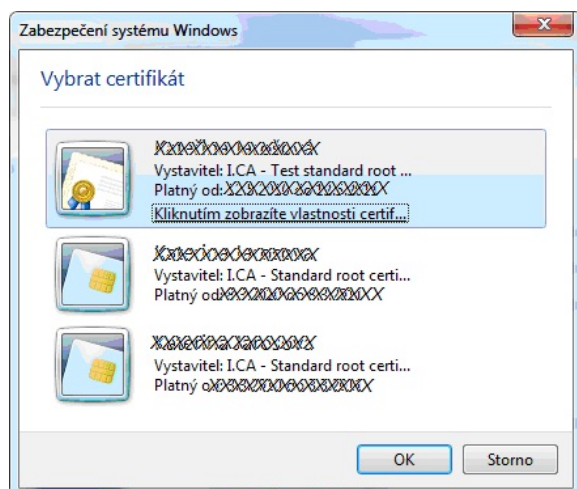 Zabezpečení systému Windows
Vybrat certifikát
Vystavitel: I.CA - Test standard root ...
Platný od:
Kliknutím zobrazíte vlastnosti certif...
Vystavitel: I.CA - Standard root certi...
Platný od
Vystavitel: I.CA - Standard root certi...
Platný
OK
Storno